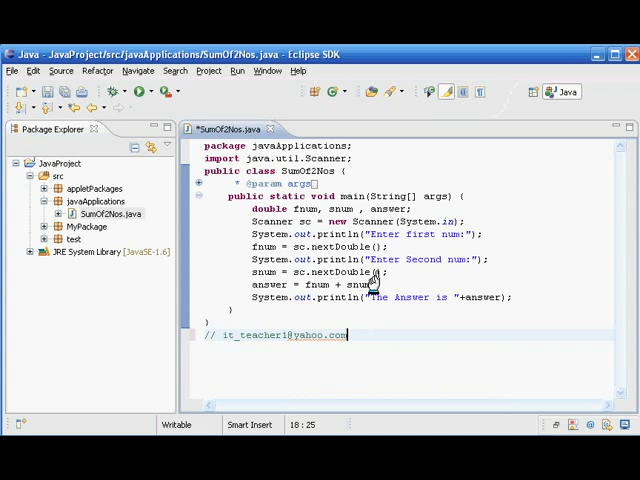 Java - JavaProject/src/javaApplications/SumOf2Nos.java - Eclipse SDK
File Edit Source Refactor Navigate Search Project Run Window Help
Java
Package Explorer
*SumOf2Nos.java
JavaProject
src
appletPackages
javaApplications
SumOf2Nos.java
MyPackage
test
JRE System Library [JavaSE-1.6]
package javaApplications;
import java.util.Scanner;
public class SumOf2Nos {
* @param args
public static void main(String[] args) {
double fnum, snum , answer;
Scanner sc = new Scanner(System.in);
System.out.println("Enter first num:");
fnum = sc.nextDouble();
System.out.println("Enter Second num:");
snum = sc.nextDouble();
answer = fnum + snum
System.out.println("The Answer is "+answer);
}
}
// it_teacher1@yahoo.com
Writable Smart Insert 18 : 25